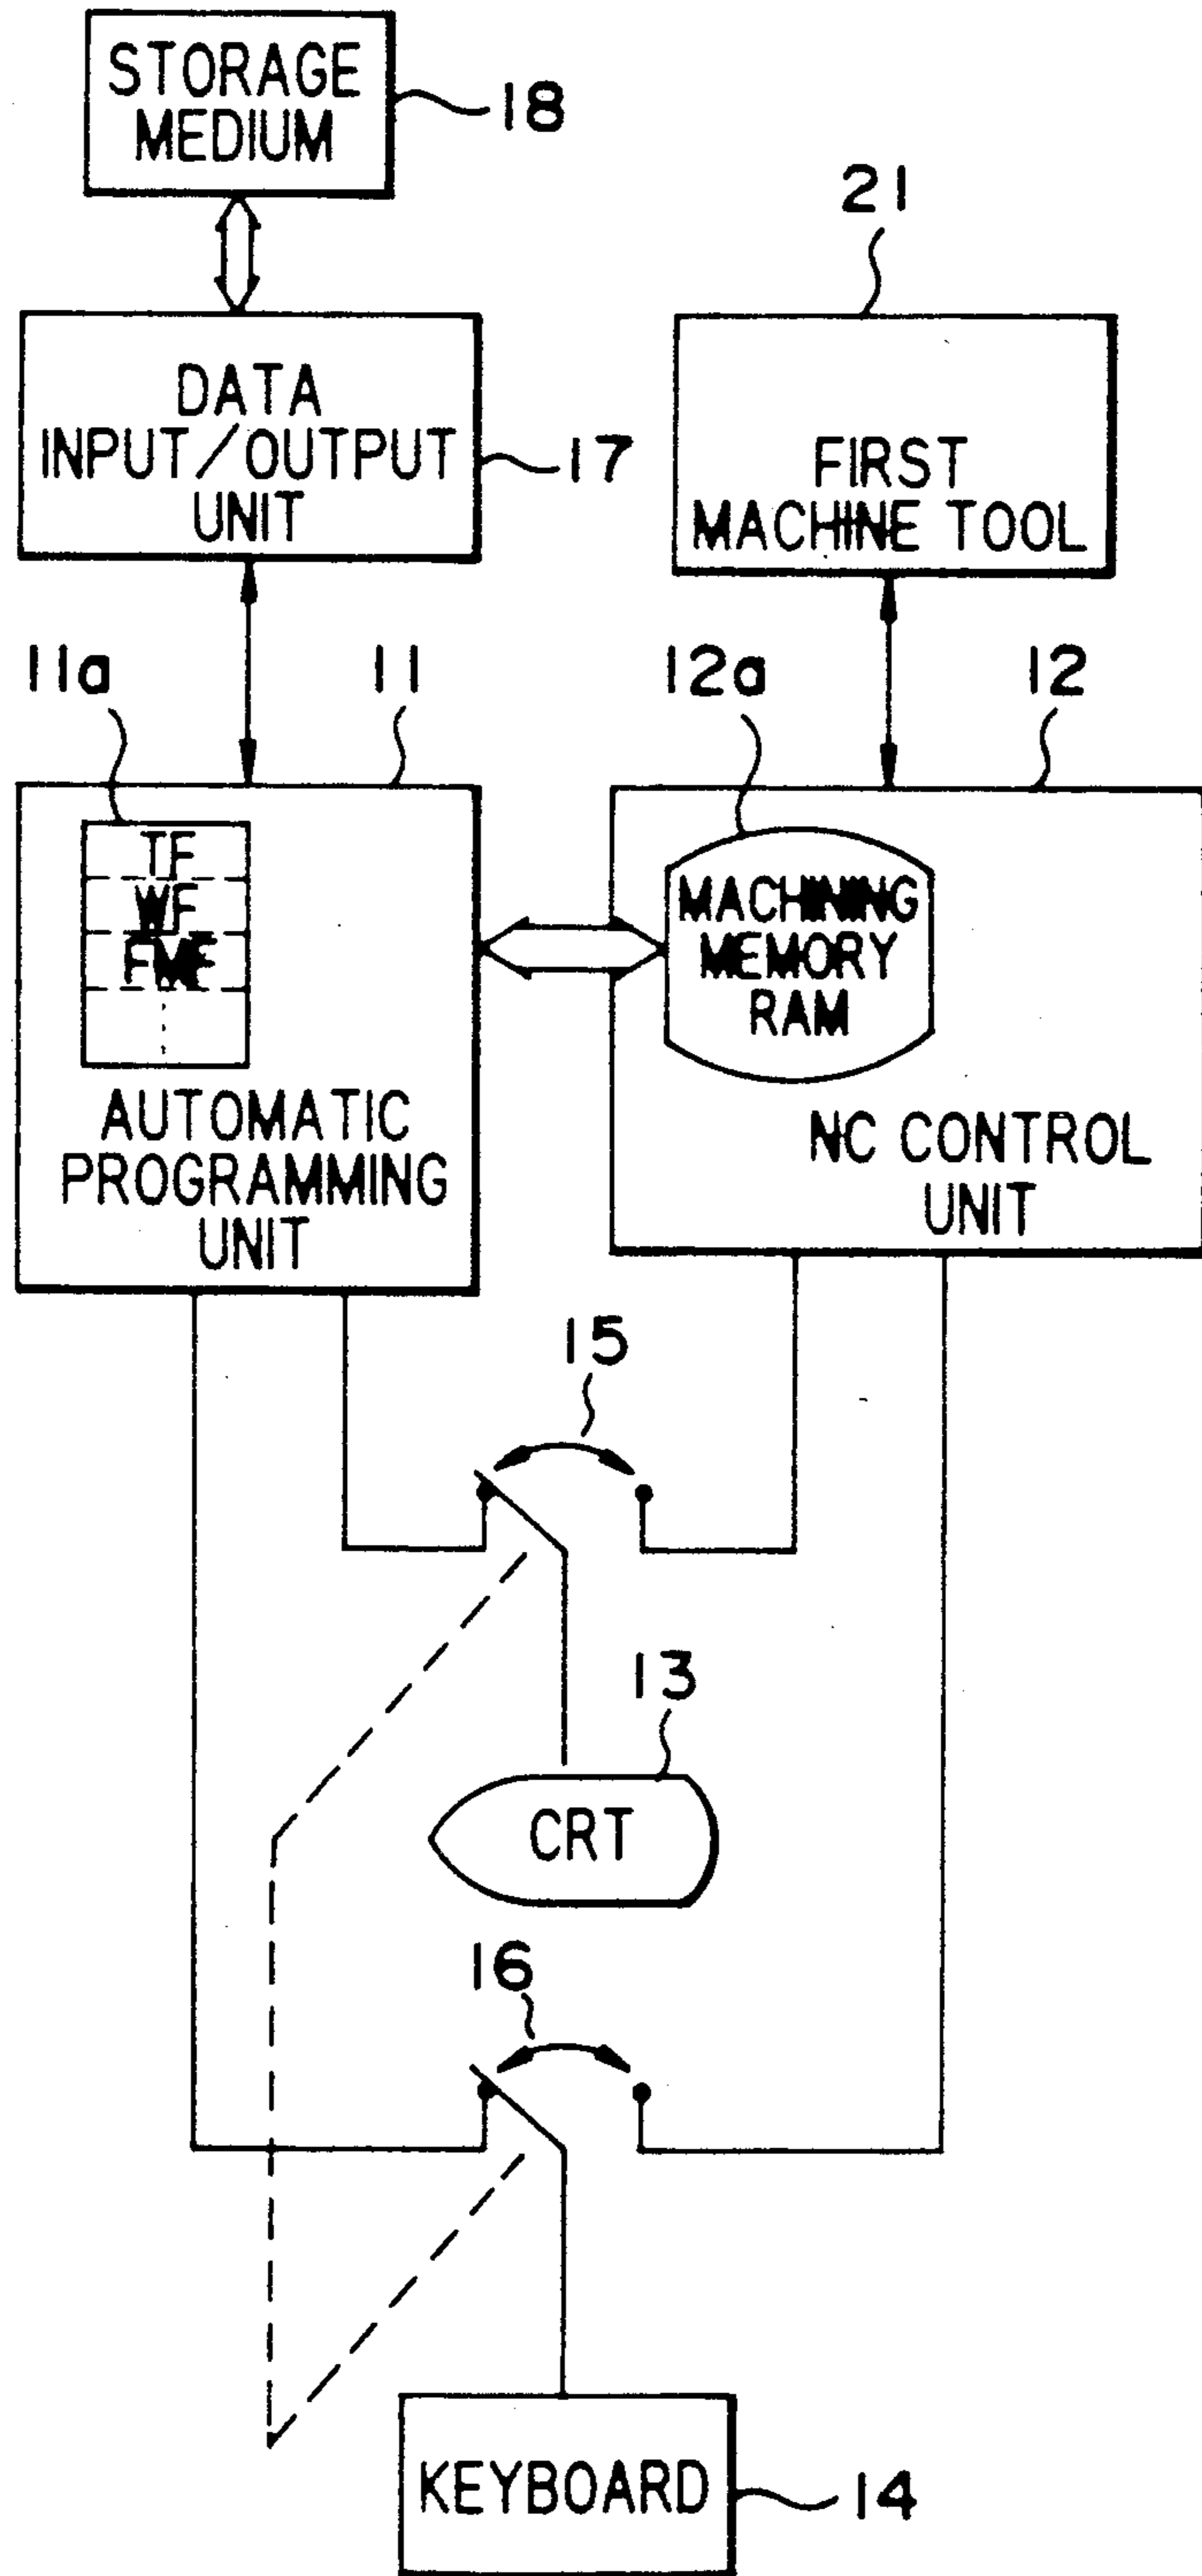 STORAGE
MEDIUM
18
21
DATA
INPUT/OUTPUT
UNIT
17
FIRST
MACHINE TOOL
11a
11
12a
12
TF
WF
FMF
MACHINING
MEMORY
RAM
AUTOMATIC
PROGRAMMING
UNIT
NC CONTROL
UNIT
15
13
CRT
16
KEYBOARD
14